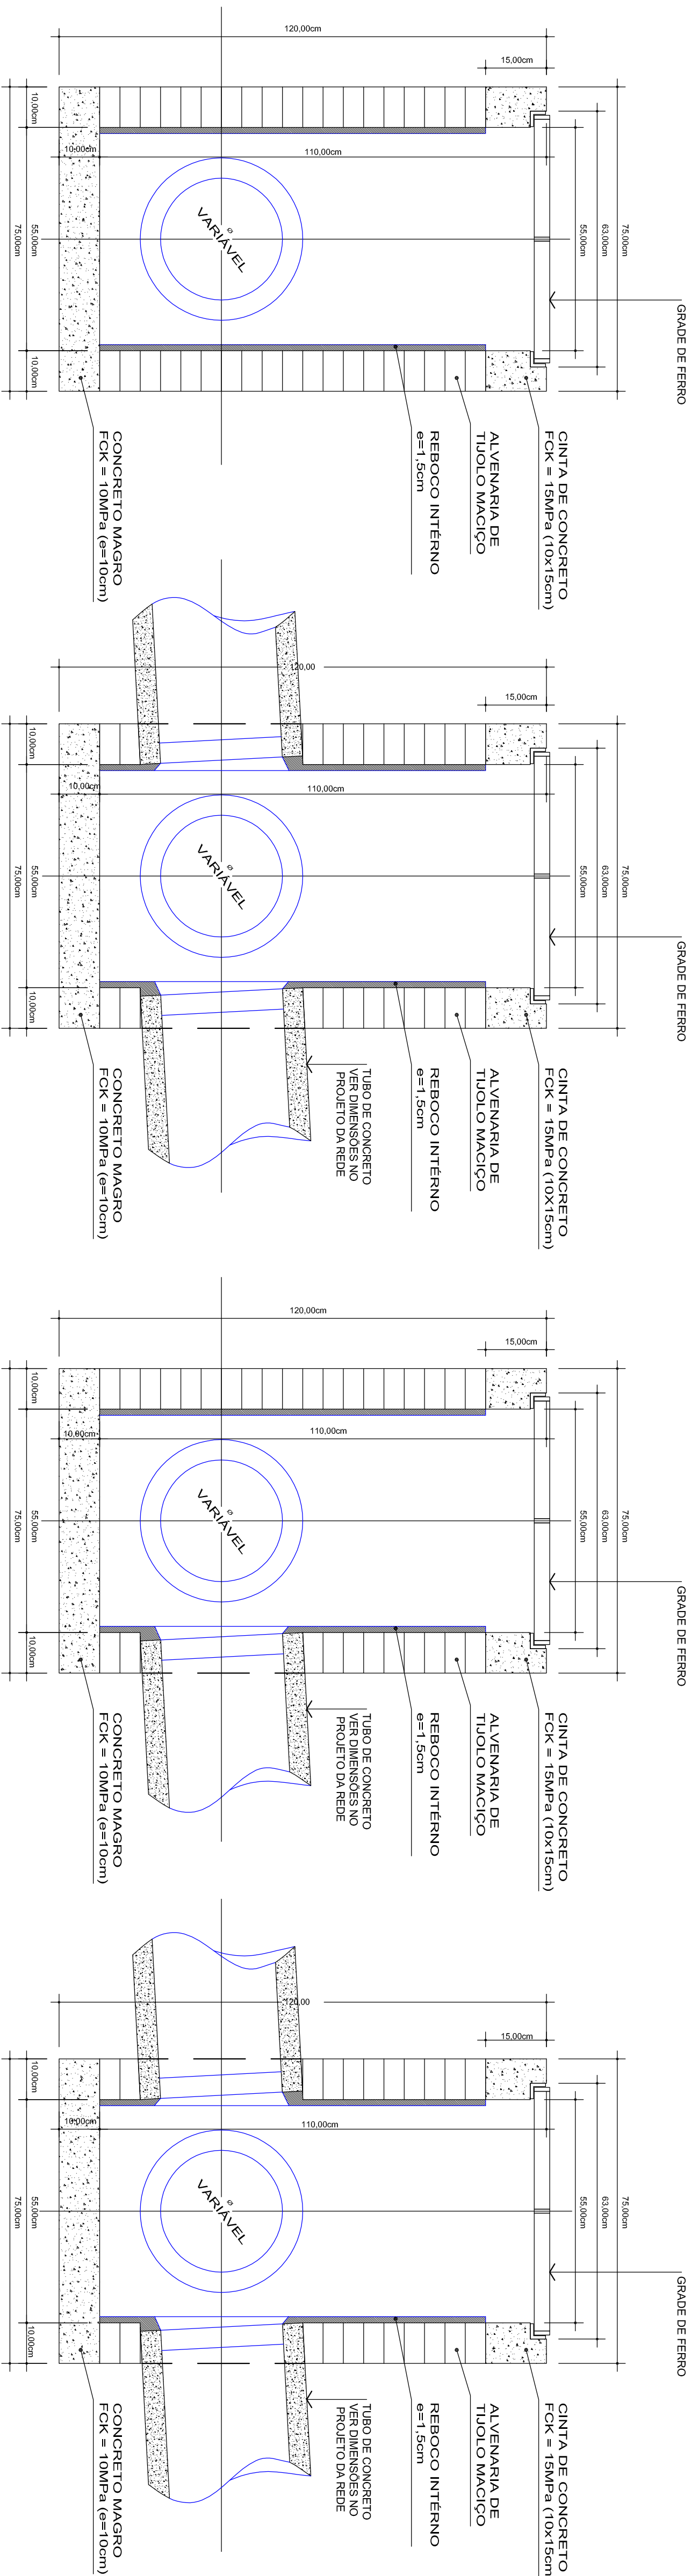 120,00cm
15,00cm
10,00cm
110,00cm
10,00cm
55,00cm
75,00cm
10,00cm
55,00cm
63,00cm
75,00cm
Ø
VARIÁVEL
GRADE DE FERRO
CINTA DE CONCRETO
FCK = 15MPa (10x15cm)
ALVENARIA DE
TIJOLO MACIÇO
REBOCO INTÉRNO
e=1,5cm
CONCRETO MAGRO
FCK = 10MPa (e=10cm)
120,00
15,00cm
10,00cm
110,00cm
10,00cm
55,00cm
75,00cm
10,00cm
55,00cm
63,00cm
75,00cm
Ø
VARIÁVEL
GRADE DE FERRO
CINTA DE CONCRETO
FCK = 15MPa (10X15cm)
ALVENARIA DE
TIJOLO MACIÇO
REBOCO INTÉRNO
e=1,5cm
TUBO DE CONCRETO
VER DIMENSÕES NO
PROJETO DA REDE
CONCRETO MAGRO
FCK = 10MPa (e=10cm)
120,00cm
15,00cm
10,00cm
110,00cm
10,00cm
55,00cm
75,00cm
10,00cm
55,00cm
63,00cm
75,00cm
Ø
VARIÁVEL
GRADE DE FERRO
CINTA DE CONCRETO
FCK = 15MPa (10x15cm)
ALVENARIA DE
TIJOLO MACIÇO
REBOCO INTÉRNO
e=1,5cm
TUBO DE CONCRETO
VER DIMENSÕES NO
PROJETO DA REDE
CONCRETO MAGRO
FCK = 10MPa (e=10cm)
120,00
15,00cm
10,00cm
110,00cm
10,00cm
55,00cm
75,00cm
10,00cm
55,00cm
63,00cm
75,00cm
Ø
VARIÁVEL
GRADE DE FERRO
CINTA DE CONCRETO
FCK = 15MPa (10x15cm
ALVENARIA DE
TIJOLO MACIÇO
REBOCO INTÉRNO
e=1,5cm
TUBO DE CONCRETO
VER DIMENSÕES NO
PROJETO DA REDE
CONCRETO MAGRO
FCK = 10MPa (e=10cm)